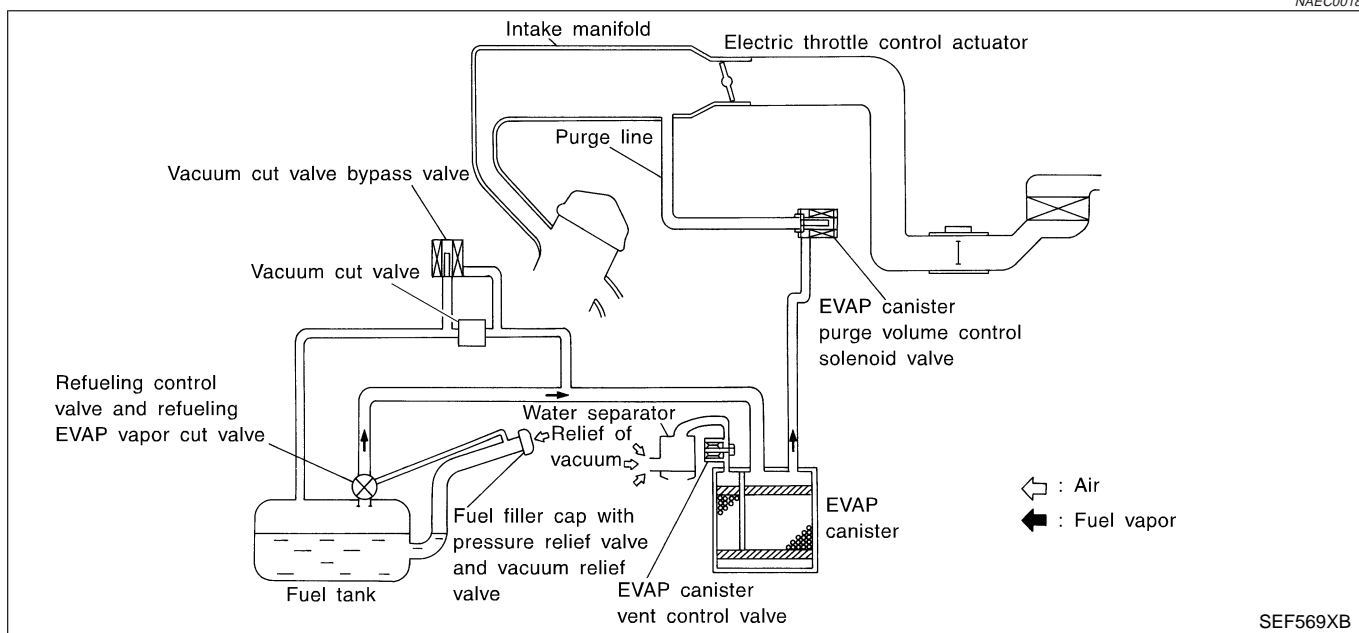 NAEC0018
Intake manifold
Electric throttle control actuator
Purge line
Vacuum cut valve bypass valve
Vacuum cut valve
EVAP canister
purge volume control
solenoid valve
Refueling control
valve and refueling
EVAP vapor cut valve
Water separator
Relief of
vacuum
: Air
: Fuel vapor
EVAP
canister
Fuel filler cap with
pressure relief valve
and vacuum relief
valve
EVAP canister
vent control valve
Fuel tank
SEF569XB